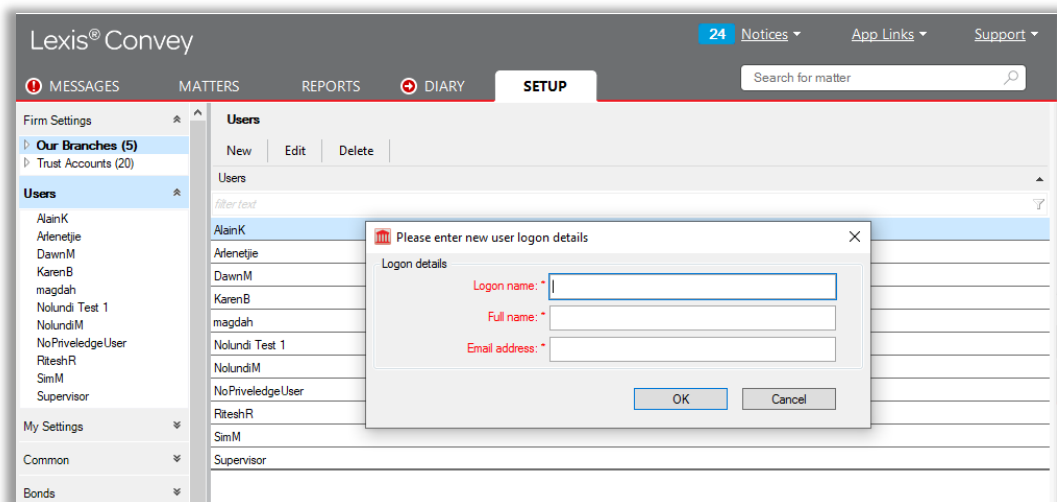 Lexis® Convey
24 Notices App Links Support
MESSAGES MATTERS REPORTS DIARY SETUP
Search for matter
Firm Settings
Our Branches (5)
Trust Accounts (20)
Users
AlainK
Arlenetjie
DawnM
KarenB
magdah
Nolundi Test 1
NolundiM
NoPriveledgeUser
RiteshR
SimM
Supervisor
My Settings
Common
Bonds
Users
New Edit Delete
Users
filter text
AlainK
Arlenetjie
DawnM
KarenB
magdah
Nolundi Test 1
NolundiM
NoPriveledgeUser
RiteshR
SimM
Supervisor
Please enter new user logon details
Logon details
Logon name: *
Full name: *
Email address: *
OK Cancel